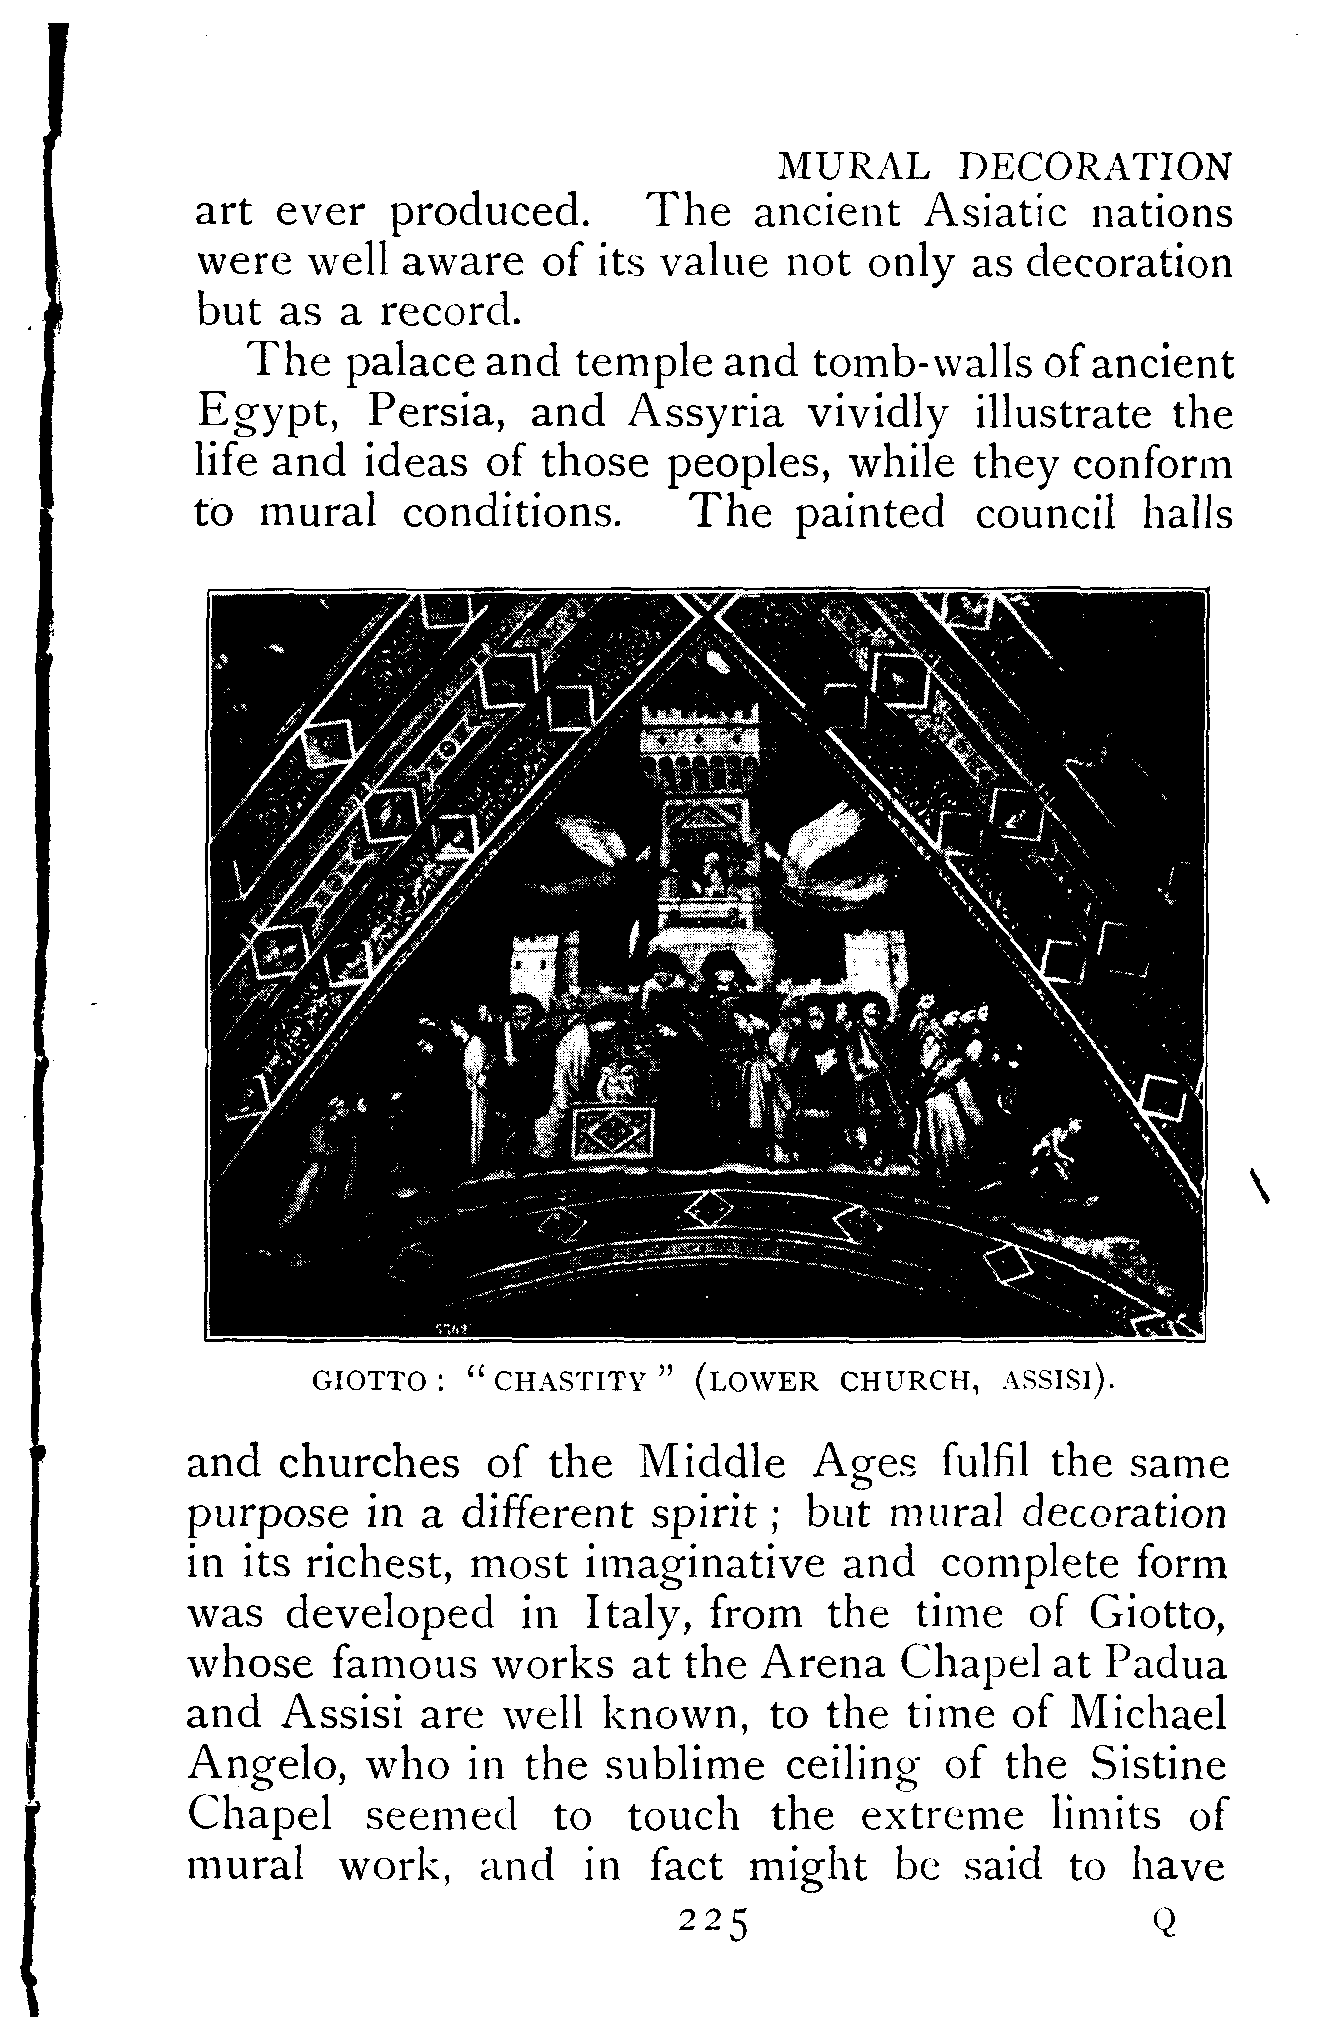 MURAL DECORATION
art ever produced. The ancient Asiatic nations
were well aware of its value not only as decoration
but as a record.
The palace and temple and tomb-walls of ancient
Egypt, Persia, and Assyria vividly illustrate the
life and ideas of those peoples, while they conform
to mural conditions. The painted council halls
GIOTTO: “CHASTITY” (LOWER CHURCH, ASSISI).
and churches of the Middle Ages fulfil the same
purpose in a different spirit; but mural decoration
in its richest, most imaginative and complete form
was developed in Italy, from the time of Giotto,
whose famous works at the Arena Chapel at Padua
and Assisi are well known, to the time of Michael
Angelo, who in the sublime ceiling of the Sistine
Chapel seemed to touch the extreme limits of
mural work, and in fact might be said to have
225 Q